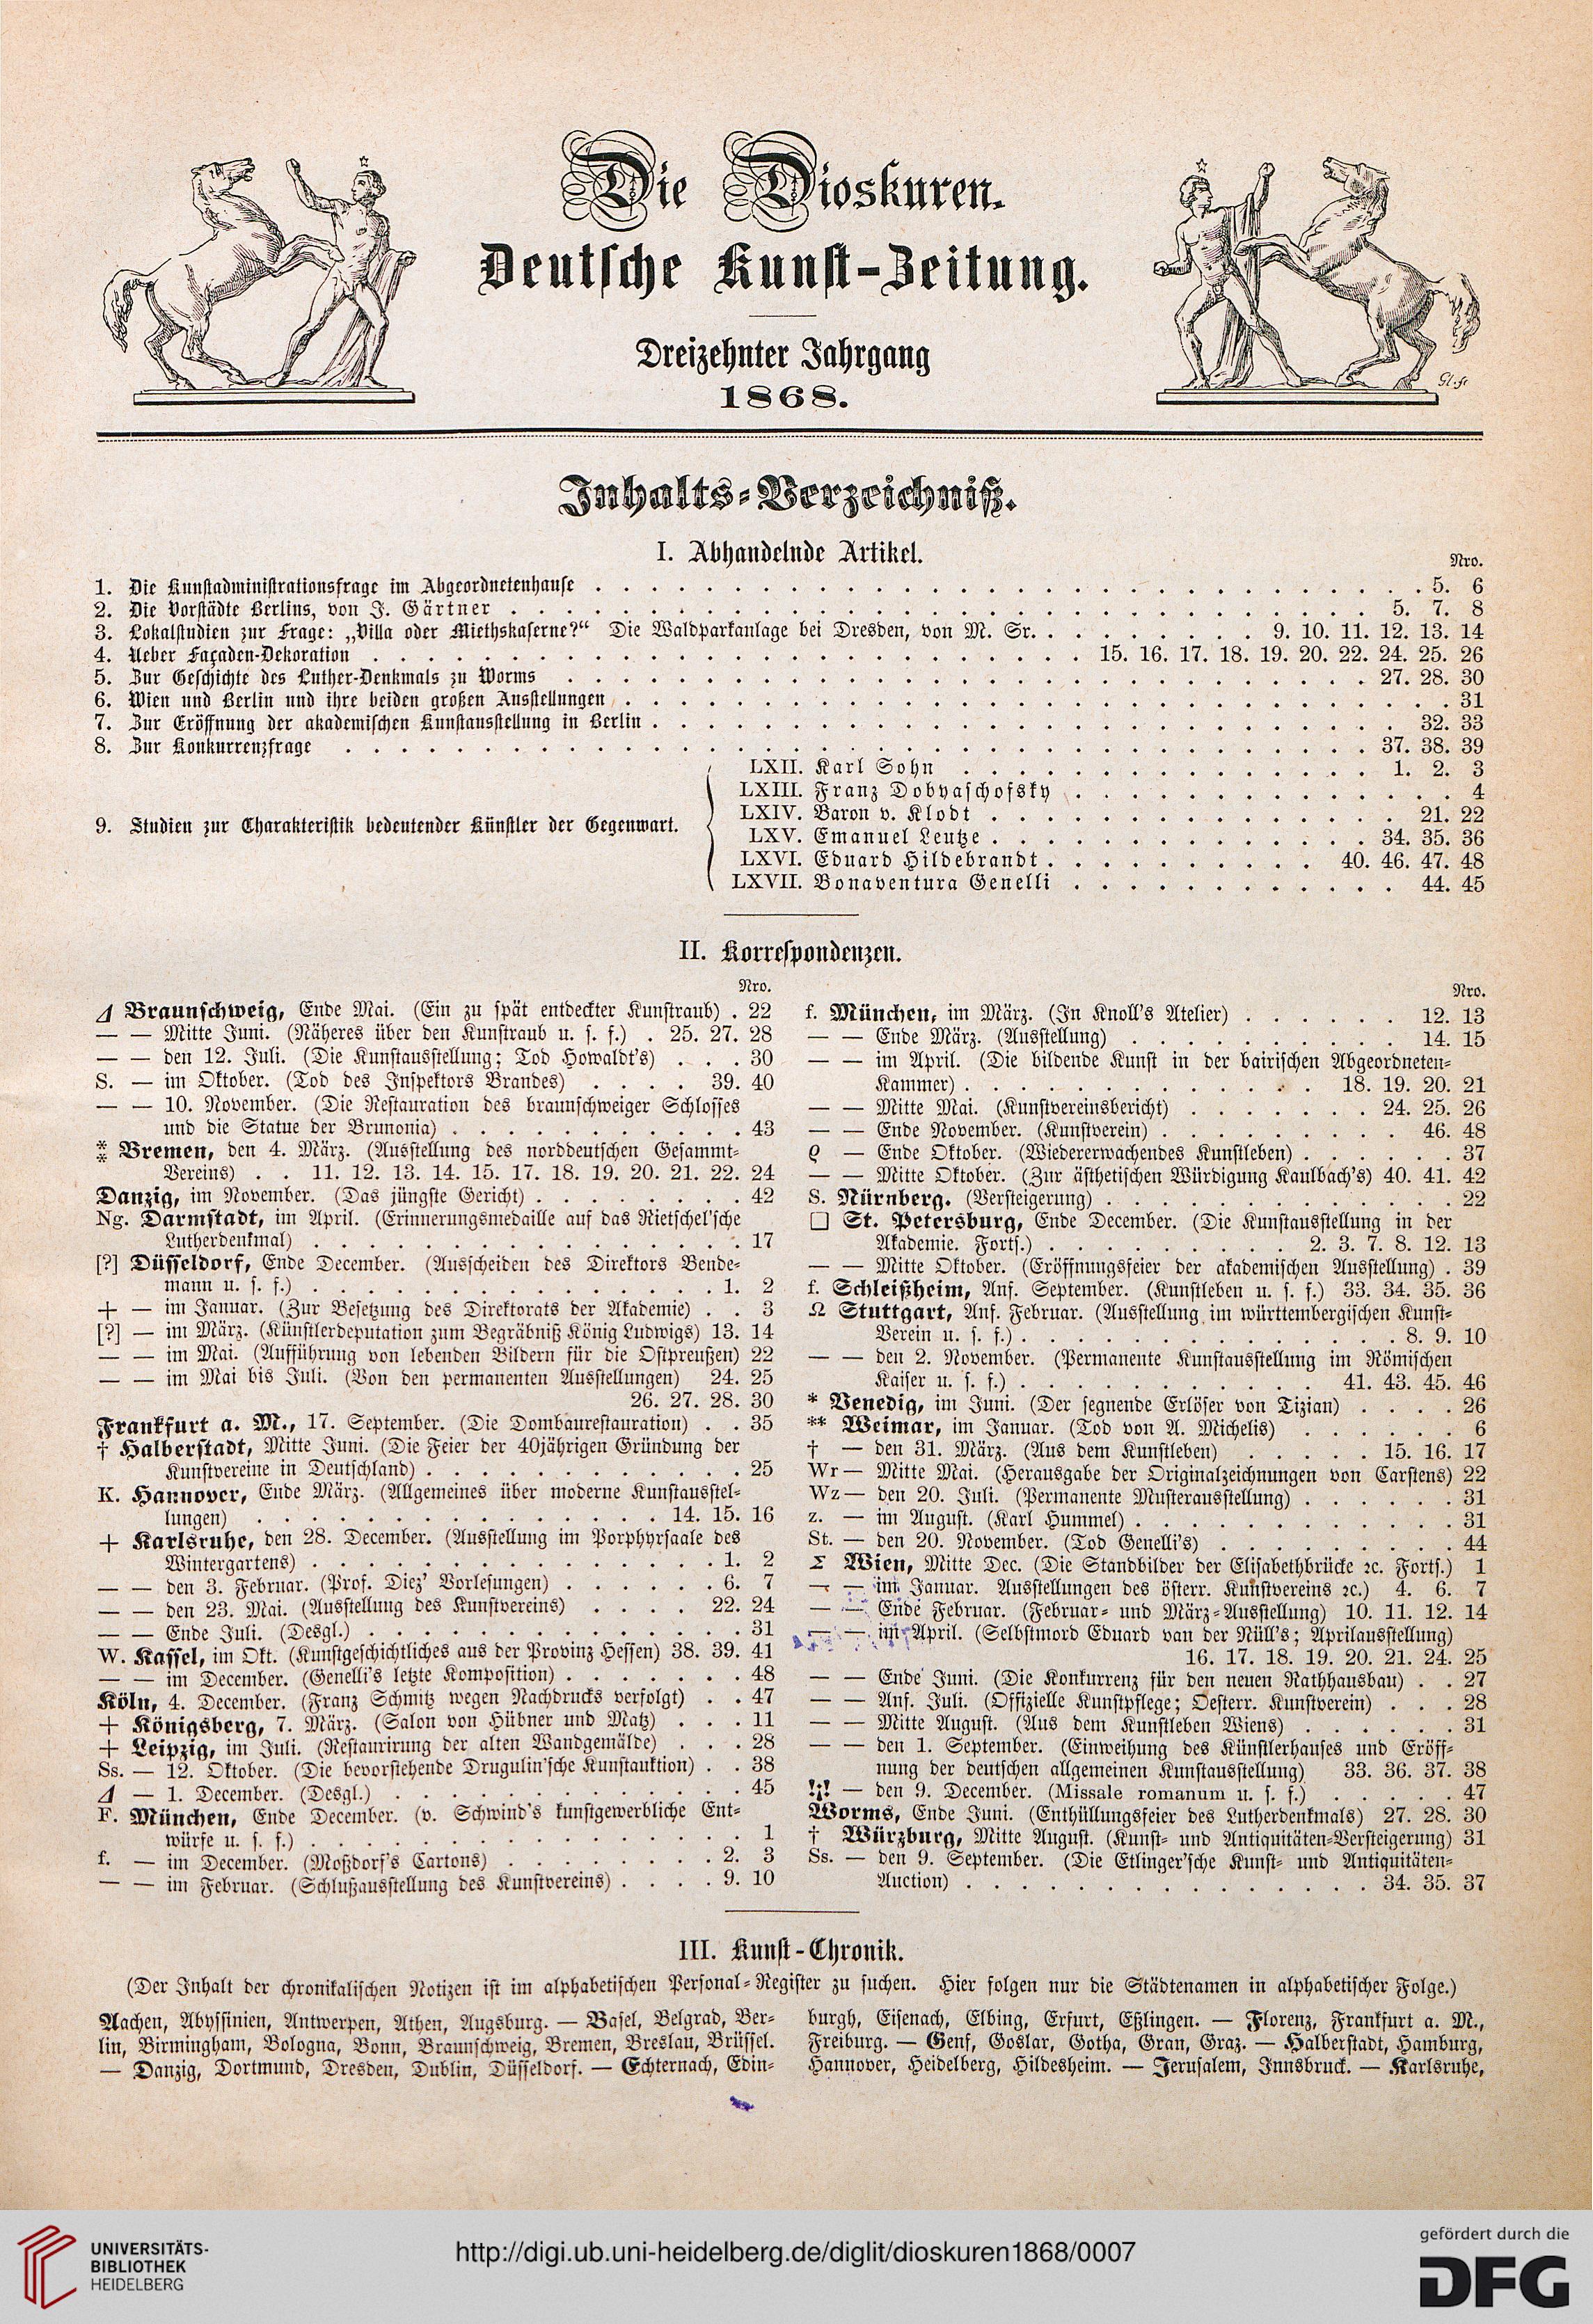 Die Dioskuren.
Deutsche Kunst-Zeitung.
Dreizehnter Jahrgang
1868.
Gl. fc
Inhalts-Verzeichniß.
I. Abhandelnde Artikel.
Nro.
1. Die Kunstadministrationsfrage im Abgeordnetenhause . . . 5. 6
2. Die Vorstädte Berlins, von J. Gärtner . . . 5. 7. 8
3. Lokalstudien zur Frage: „Villa oder Miethskaserne?“ Die Waldparkanlage bei Dresden, von M. Sr. . . . 9. 10. 11. 12. 13. 14
4. Ueber Façaden-Dekoration . . . 15. 16. 17. 18. 19. 20. 22. 24. 25. 26
5. Zur Geschichte des Luther-Denkmals zu Worms . . . 27. 28. 30
6. Wien und Berlin und ihre beiden großen Ausstellungen . . . 31
7. Zur Eröffnung der akademischen Kunstausstellung in Berlin . . . 32. 33
8. Zur Konkurrenzfrage . . . 37. 38. 39
9. Studien zur Charakteristik bedeutender Künstler der Gegenwart.
LXII. Karl Sohn . . . 1. 2. 3
LXIII. Franz Dobyaschofsky . . . 4
LXIV. Baron v. Klodt . . . 21. 22
LXV. Emanuel Leutze . . . 34. 35. 36
LXVI. Eduard Hildebrandt . . . 40. 46. 47. 48
LXVII. Bonaventura Genelli . . . 44. 45
II. Korrespondenzen.
Nro.
⊿ Braunschweig, Ende Mai. (Ein zu spät entdeckter Kunstraub) . 22
— — Mitte Juni. (Näheres über den Kunstraub u. s. f.) . 25. 27. 28
— — den 12. Juli. (Die Kunstausstellung; Tod Howaldt's) . . . 30
S. — im Oktober. (Tod des Inspektors Brandes) . . . . 39. 40
— — 10. November. (Die Restauration des braunschweiger Schlosses
und die Statue der Brunonia) . . . 43
⁑ Bremen, den 4. März. (Ausstellung des norddeutschen Gesammt-
Vereins) . . 11. 12. 13. 14. 15. 17. 18. 19. 20. 21. 22. 24
Danzig, im November. (Das jüngste Gericht) . . . 42
Ng. Darmstadt, im April. (Erinnerungsmedaille auf das Rietschel'sche
Lutherdenkmal) . . . 17
[?] Düsseldorf, Ende December. (Ausscheiden des Direktors Bende-
mann u. s. f.) . . . 1. 2
+ — im Januar. (Zur Besetzung des Direktorats der Akademie) . . 3
[?] — im März. (Künstlerdeputation zum Begräbniß König Ludwigs) 13. 14
— — im Mai. (Aufführung von lebenden Bildern für die Ostpreußen) 22
— — im Mai bis Juli. (Von den permanenten Ausstellungen) 24. 25
26. 27. 28. 30
Frankfurt a. M., 17. September. (Die Dombaurestauration) . . 35
† Halberstadt, Mitte Juni. (Die Feier der 40jährigen Gründung der
Kunstvereine in Deutschland) . . . 25
K. Hannover, Ende März. (Allgemeines über moderne Kunstausstel-
lungen) . . . 14. 15. 16
+ Karlsruhe, den 28. December. (Ausstellung im Porphyrsaale des
Wintergartens) . . . 1. 2
— — den 3. Februar. (Prof. Diez' Vorlesungen) . . . 6. 7
— — den 23. Mai. (Ausstellung des Kunstvereins) . . . . 22. 24
— — Ende Juli. (Desgl.) . . . 31
W. Kassel, im Okt. (Kunstgeschichtliches aus der Provinz Hessen) 38. 39. 41
— — im December. (Genelli's letzte Komposition) . . . 48
Köln, 4. December. (Franz Schmitz wegen Nachdrucks verfolgt) . . 47
+ Königsberg, 7. März. (Salon von Hübner und Matz) . . . 11
+ Leipzig, im Juli. (Restaurirung der alten Wandgemälde) . . . 28
Ss. — 12. Oktober. (Die bevorstehende Drugulin'sche Kunstauktion) . . 38
⊿ — 1. December. (Desgl.) . . . 45
F. München, Ende December. (v. Schwind's kunstgewerbliche Ent-
würfe u. s. f.) . . . 1
f. — im December. (Moßdorf's Cartons) . . . 2. 3
— — im Februar. (Schlußausstellung des Kunstvereins) . . . . 9. 10
Nro.
f. München, im März. (In Knoll's Atelier) . . . 12. 13
— — Ende März. (Ausstellung) . . . 14. 15
— — im April. (Die bildende Kunst in der bairischen Abgeordneten-
Kammer) . . . 18. 19. 20. 21
— — Mitte Mai. (Kunstvereinsbericht) . . . 24. 25. 26
— — Ende November. (Kunstverein) . . . 46. 48
ϱ — Ende Oktober. (Wiedererwachendes Kunstleben) . . . 37
— — Mitte Oktober. (Zur ästhetischen Würdigung Kaulbach's) 40. 41. 42
S. Nürnberg. (Versteigerung) . . . 22
□ St. Petersburg, Ende December. (Die Kunstausstellung in der
Akademie. Forts.) . . . 2. 3. 7. 8. 12. 13
— — Mitte Oktober. (Eröffnungsfeier der akademischen Ausstellung) . 39
f. Schleißheim, Anf. September. (Kunstleben u. s. f.) 33. 34. 35. 36
Ω Stuttgart, Anf. Februar. (Ausstellung im württembergischen Kunst-
Verein u. s. f.) . . . 8. 9. 10
— — den 2. November. (Permanente Kunstausstellung im Römischen
Kaiser u. s. f.) . . . 41. 43. 45. 46
* Venedig, im Juni. (Der segnende Erlöser von Tizian) . . . . 26
** Weimar, im Januar. (Tod von A. Michelis) . . . 6
† — den 31. März. (Aus dem Kunstleben) . . . 15. 16. 17
Wr — Mitte Mai. (Herausgabe der Originalzeichnungen von Carstens) 22
Wz — den 20. Juli. (Permanente Musterausstellung) . . . 31
z. — im August. (Karl Hummel) . . . 31
St. — den 20. November. (Tod Genelli's) . . . 44
Σ Wien, Mitte Dec. (Die Standbilder der Elisabethbrücke ꝛc. Forts.) 1
— — im Januar. Ausstellungen des österr. Kunstvereins ꝛc.) 4. 6. 7
— — Ende Februar. (Februar- und März-Ausstellung) 10. 11. 12. 14
— — im April. (Selbstmord Eduard van der Nüll's; Aprilausstellung)
16. 17. 18. 19. 20. 21. 24. 25
— — Ende Juni. (Die Konkurrenz für den neuen Rathhausbau) . . 27
— — Anf. Juli. (Offizielle Kunstpflege; Oesterr. Kunstverein) . . . 28
— — Mitte August. (Aus dem Kunstleben Wiens) . . . 31
— — den 1. September. (Einweihung des Künstlerhauses und Eröff-
nung der deutschen allgemeinen Kunstausstellung) 33. 36. 37. 38
!¡! — den 9. December. (Missale romanum u. s. f.) . . . 47
Worms, Ende Juni. (Enthüllungsfeier des Lutherdenkmals) 27. 28. 30
† Würzburg, Mitte August. (Kunst- und Antiquitäten-Versteigerung) 31
Ss. — den 9. September. (Die Etlinger'sche Kunst- und Antiquitäten-
Auction) . . . 34. 35. 37
III. Kunst-Chronik.
(Der Inhalt der chronikalischen Notizen ist im alphabetischen Personal-Register zu suchen. Hier folgen nur die Städtenamen in alphabetischer Folge.)
Aachen, Abyssinien, Antwerpen, Athen, Augsburg. — Basel, Belgrad, Ber-
lin, Birmingham, Bologna, Bonn, Braunschweig, Bremen, Breslau, Brüssel.
— Danzig, Dortmund, Dresden, Dublin, Düsseldorf. — Echternach, Edin-
burgh, Eisenach, Elbing, Erfurt, Eßlingen. — Florenz, Frankfurt a. M.,
Freiburg. — Genf, Goslar, Gotha, Gran, Graz. — Halberstadt, Hamburg,
Hannover, Heidelberg, Hildesheim. — Jerusalem, Innsbruck. — Karlsruhe,
UNIVERSITÄTS-
BIBLIOTHEK
HEIDELBERG
http://digi.ub.uni-heidelberg.de/diglit/dioskuren1868/0007
gefördert durch die
DFG